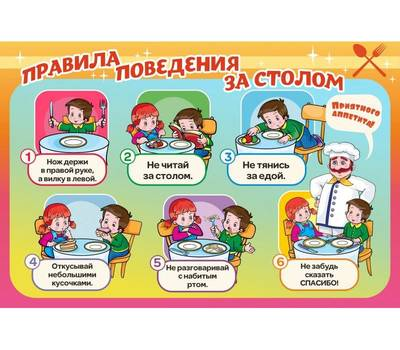 ПРАВИЛА ПОВЕДЕНИЯ ЗА СТОЛОМ
Приятного
аппетита!
1
Нож держи
в правой руке,
а вилку в левой.
2
Не читай
за столом.
3
Не тянись
за едой.
4
Откусывай
небольшими
кусочками.
5
Не разговаривай
с набитым
ртом.
6
Не забудь
сказать
СПАСИБО!